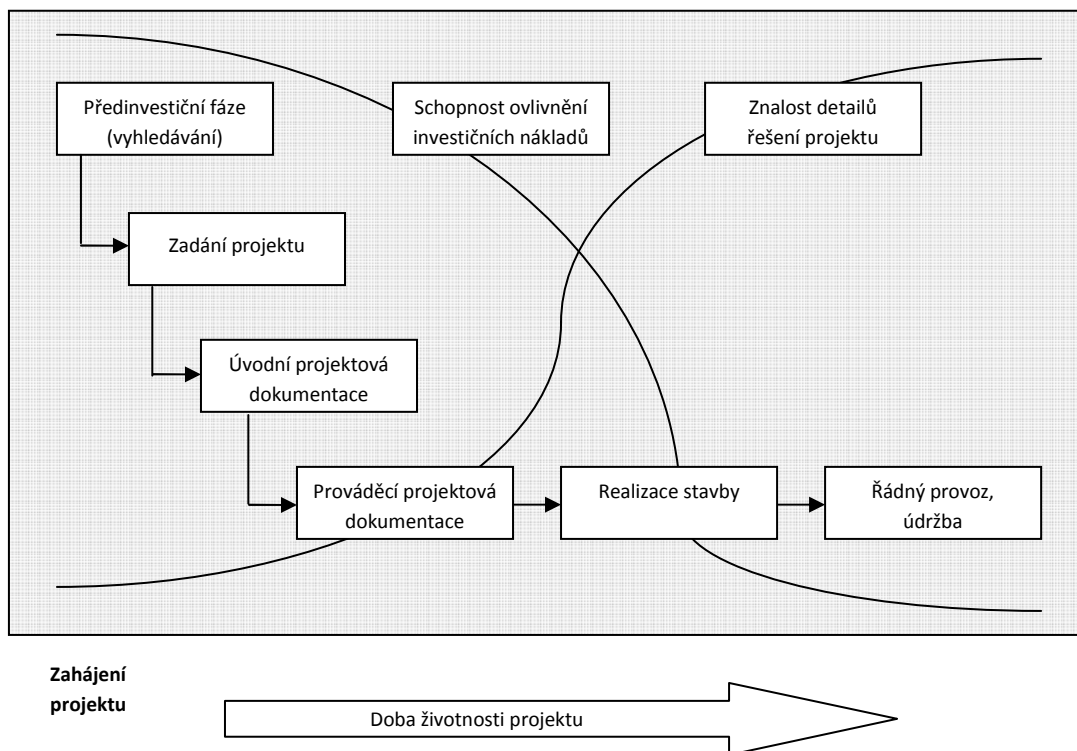 Předinvestiční fáze
(vyhledávání)
Schopnost ovlivnění
investičních nákladů
Znalost detailů
řešení projektu
Zadání projektu
Úvodní projektová
dokumentace
Prováděcí projektová
dokumentace
Realizace stavby
Řádný provoz,
údržba
Zahájení
projektu
Doba životnosti projektu